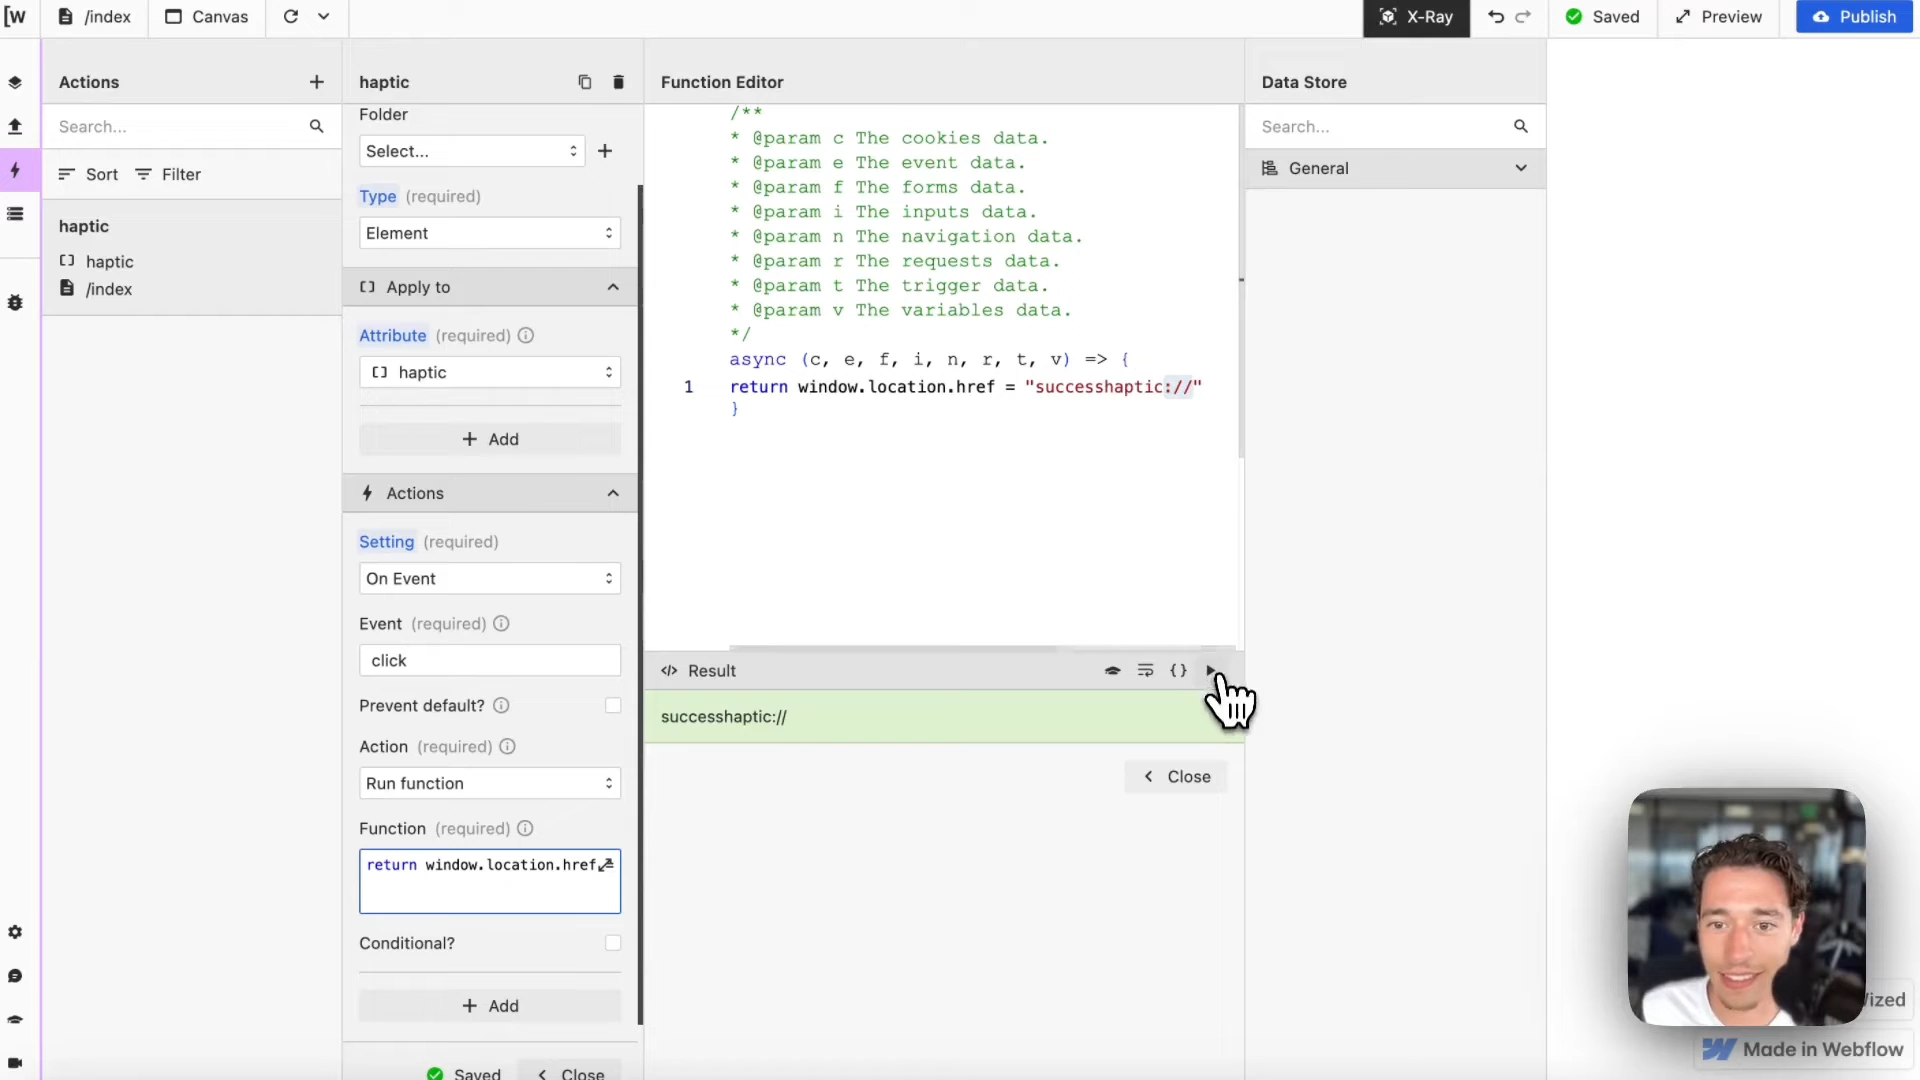 [W
/index
Canvas
X-Ray
Saved
Preview
Publish
Actions
Search...
Sort
Filter
haptic
haptic
/index
haptic
Folder
Select...
Type (required)
Element
Apply to
Attribute (required)
haptic
Add
Actions
Setting (required)
On Event
Event (required)
click
Prevent default?
Action (required)
Run function
Function (required)
return window.location.href =
Conditional?
Add
Saved
Close
Function Editor
/**
* @param c The cookies data.
* @param e The event data.
* @param f The forms data.
* @param i The inputs data.
* @param n The navigation data.
* @param r The requests data.
* @param t The trigger data.
* @param v The variables data.
*/
async (c, e, f, i, n, r, t, v) => {
1 return window.location.href = "successhaptic://"
}
</> Result
{}
successhaptic://
Close
Data Store
Search...
General
ized
Made in Webflow